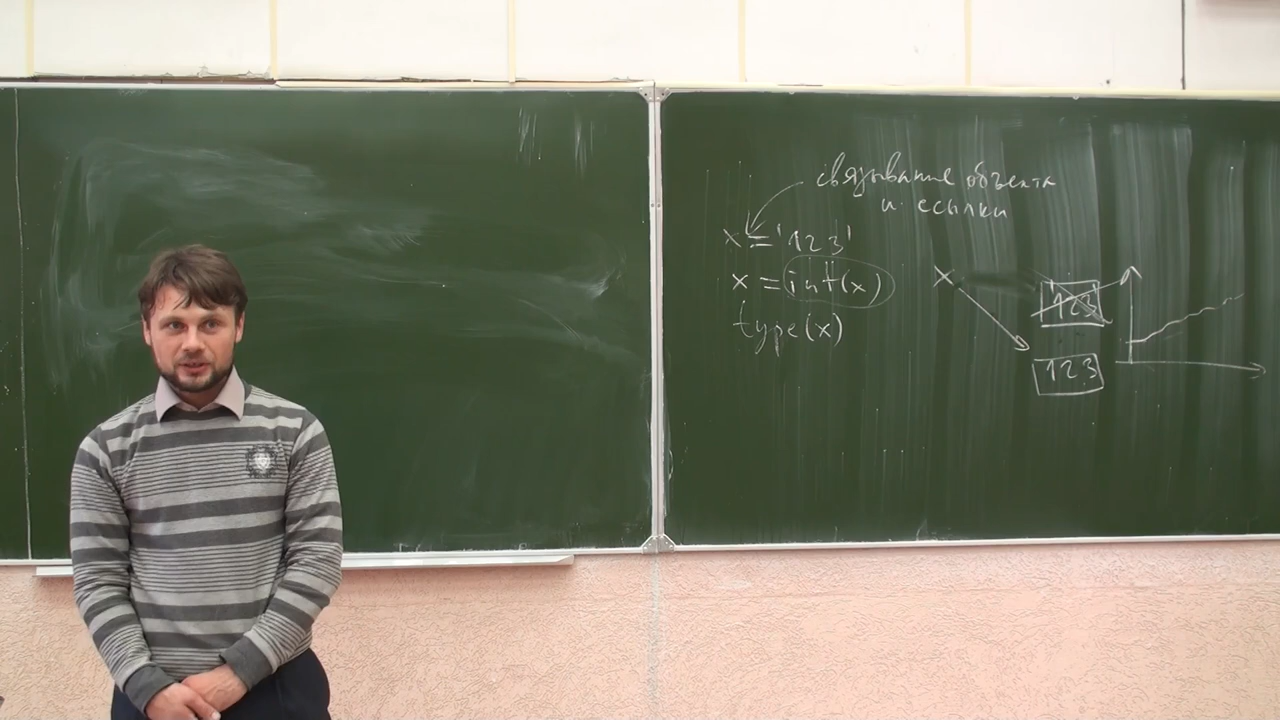 связывание объекта
и ссылки
x = '123'
x = int(x)
type(x)
x
'123'
123